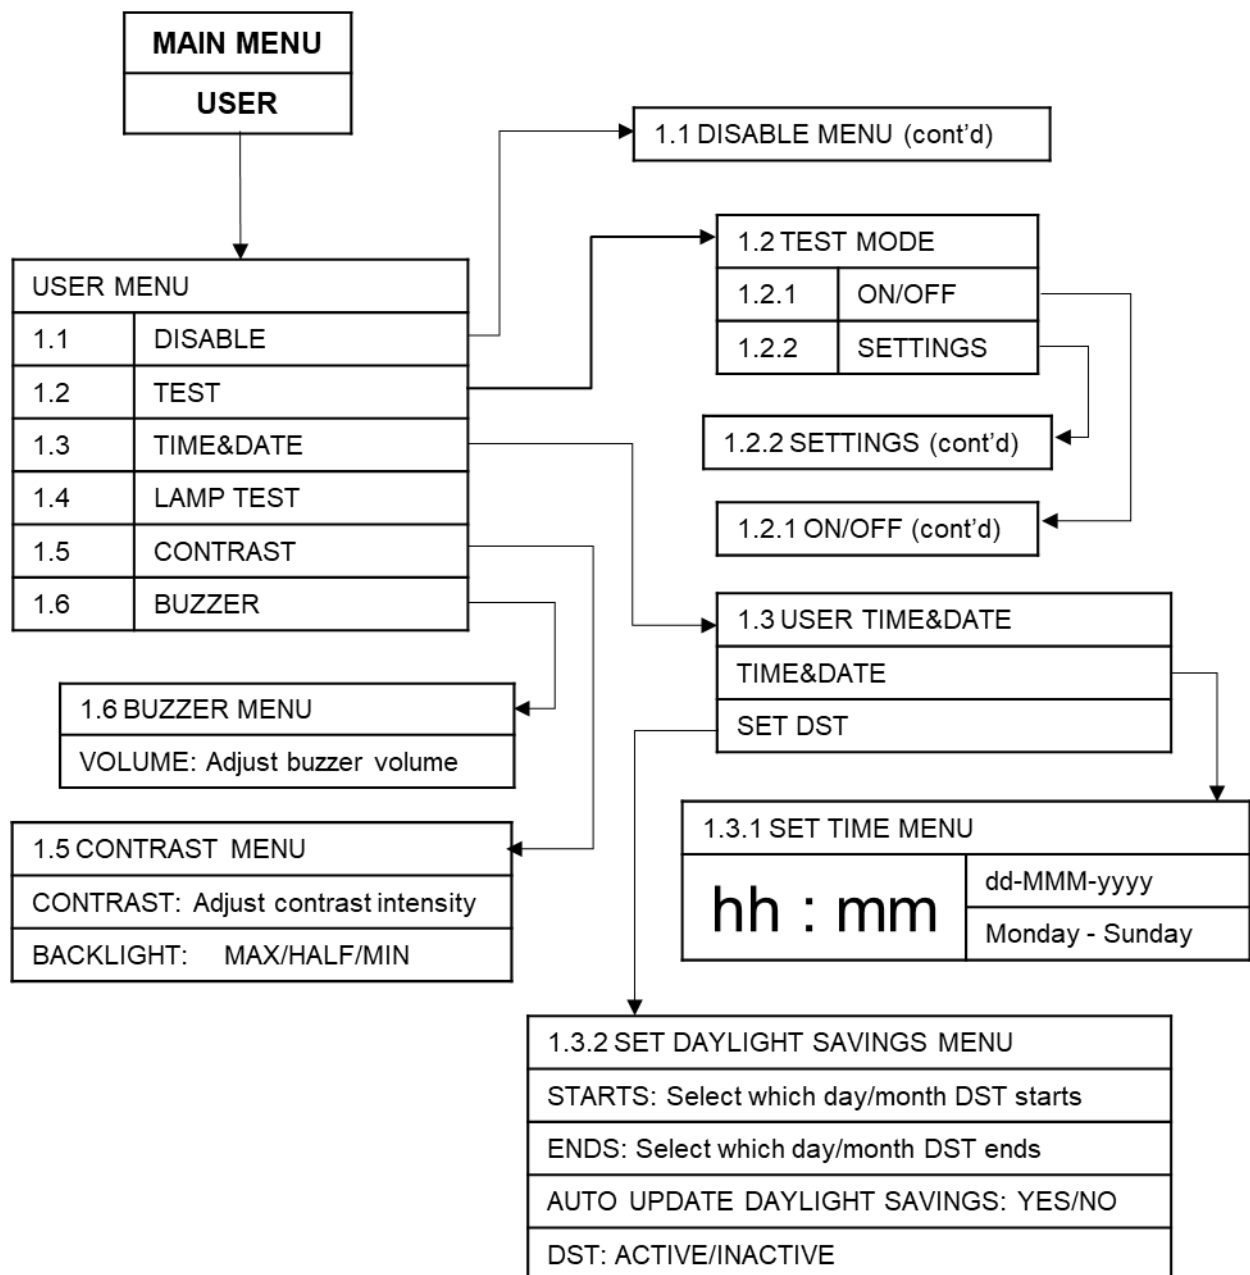 MAIN MENU
USER
1.1 DISABLE MENU (cont’d)
1.2 TEST MODE
1.2.1 ON/OFF
1.2.2 SETTINGS
USER MENU
1.1 DISABLE
1.2 TEST
1.3 TIME&DATE
1.4 LAMP TEST
1.5 CONTRAST
1.6 BUZZER
1.2.2 SETTINGS (cont’d)
1.2.1 ON/OFF (cont’d)
1.3 USER TIME&DATE
TIME&DATE
SET DST
1.6 BUZZER MENU
VOLUME: Adjust buzzer volume
1.5 CONTRAST MENU
CONTRAST: Adjust contrast intensity
BACKLIGHT: MAX/HALF/MIN
1.3.1 SET TIME MENU
hh : mm
dd-MMM-yyyy
Monday - Sunday
1.3.2 SET DAYLIGHT SAVINGS MENU
STARTS: Select which day/month DST starts
ENDS: Select which day/month DST ends
AUTO UPDATE DAYLIGHT SAVINGS: YES/NO
DST: ACTIVE/INACTIVE